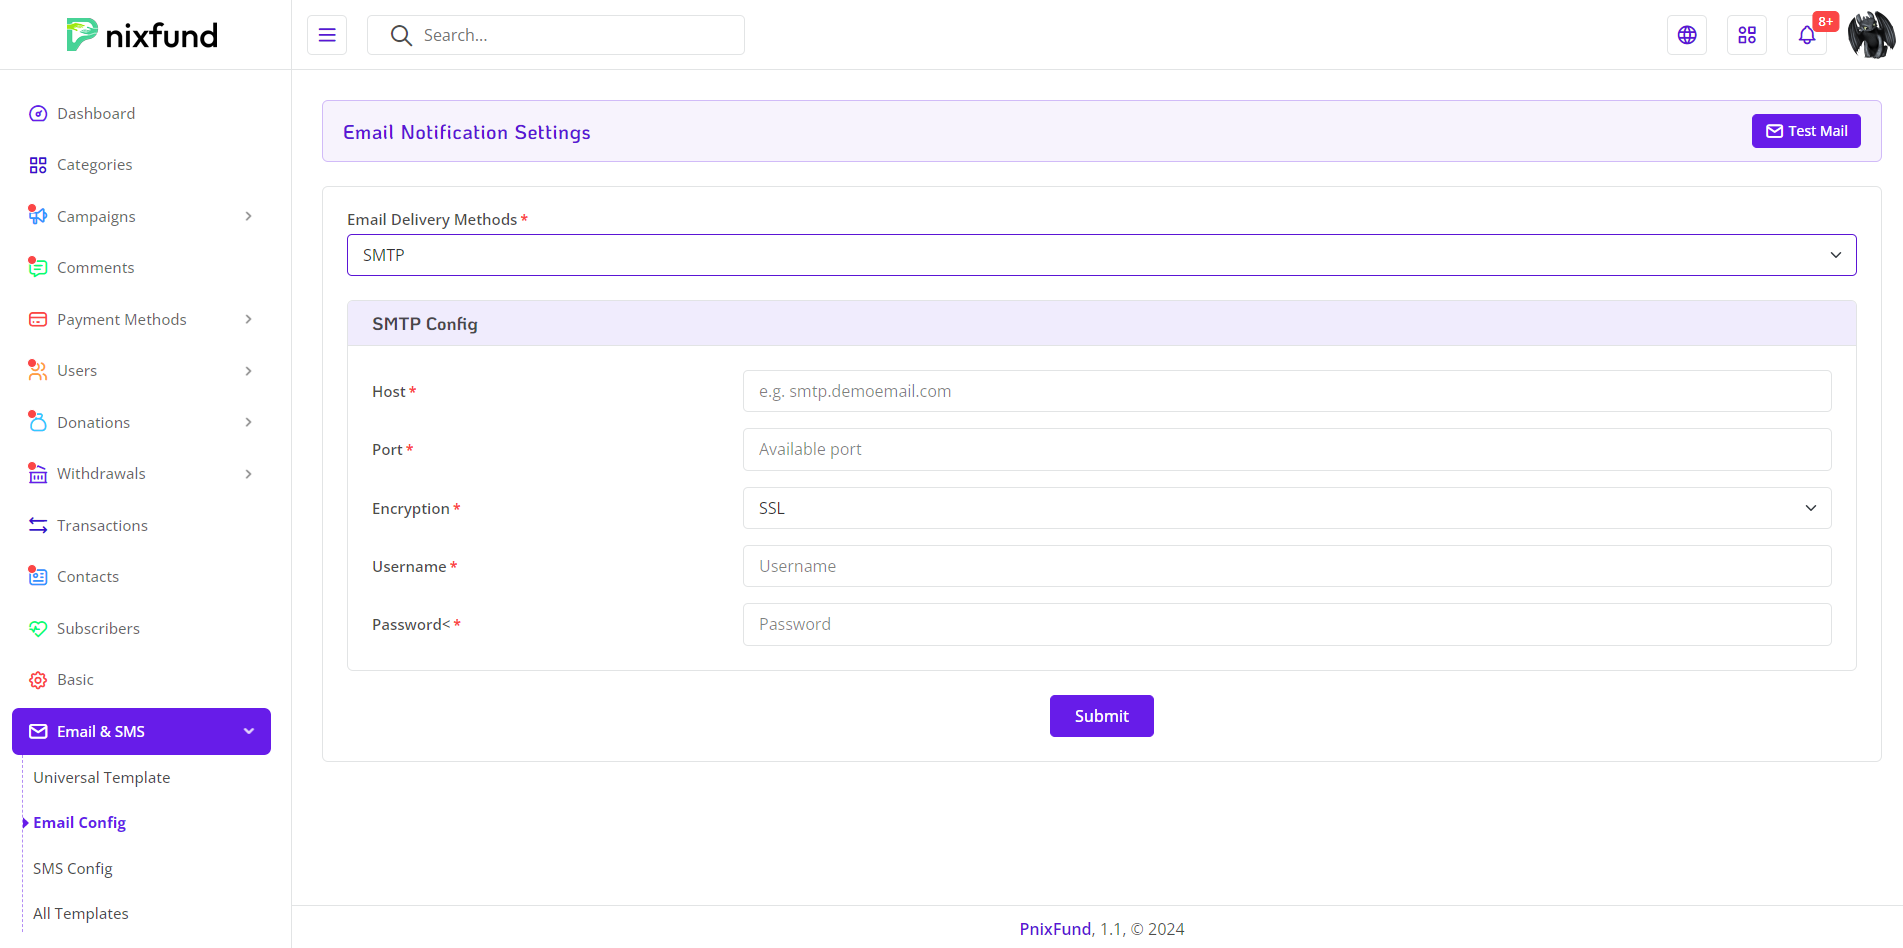 nixfund
Search...
8+
Dashboard
Categories
Campaigns
Comments
Payment Methods
Users
Donations
Withdrawals
Transactions
Contacts
Subscribers
Basic
Email & SMS
Universal Template
Email Config
SMS Config
All Templates
Email Notification Settings
Test Mail
Email Delivery Methods *
SMTP
SMTP Config
Host *
e.g. smtp.demoemail.com
Port *
Available port
Encryption *
SSL
Username *
Username
Password< *
Password
Submit
PnixFund, 1.1, © 2024